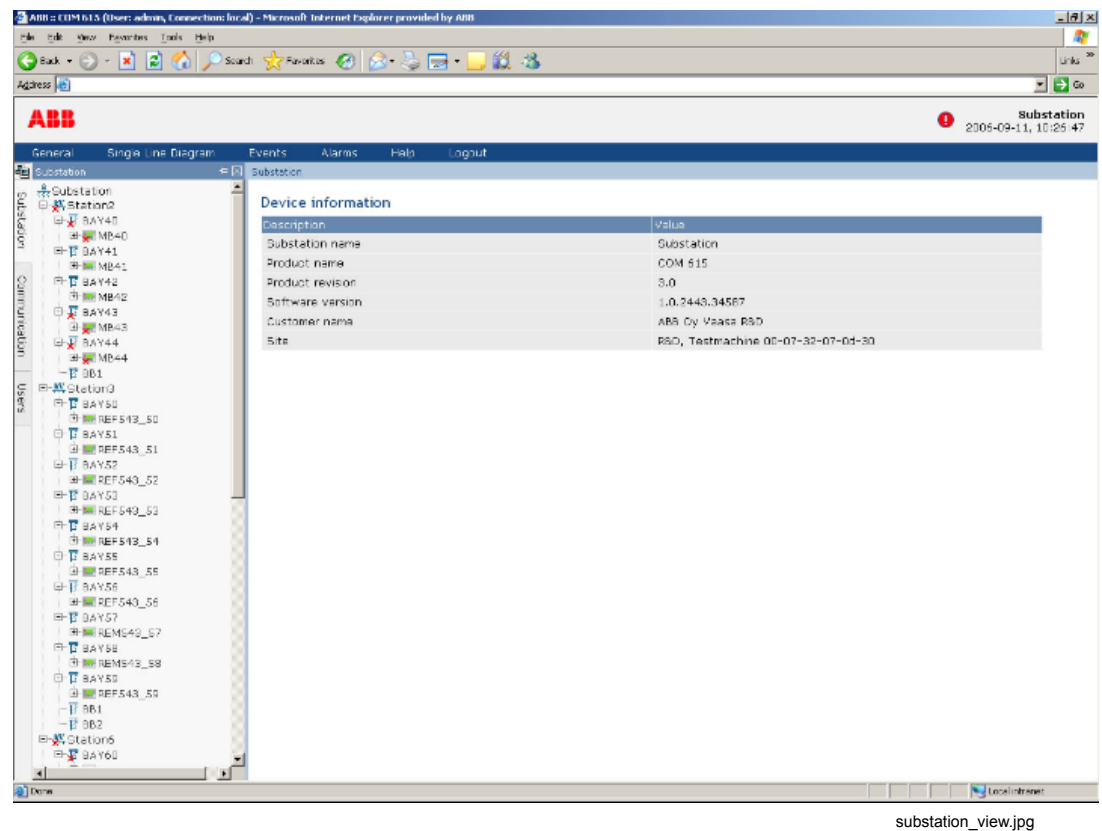 ABB :: COM 615 (User: admin, Connection: local) - Microsoft Internet Explorer provided by ABB
File Edit View Favorites Tools Help
Back Search Favorites Links
Address Go
ABB
Substation
2006-09-11, 10:26:47
General Single Line Diagram Events Alarms Help Logout
Substation Substation
Substation
Communication
Users
Substation
Station2
BAY40
MB40
BAY41
MB41
BAY42
MB42
BAY43
MB43
BAY44
MB44
BB1
Station3
BAY50
REF543_50
BAY51
REF543_51
BAY52
REF543_52
BAY53
REF543_53
BAY54
REF543_54
BAY55
REF543_55
BAY56
REF543_56
BAY57
REM543_57
BAY58
REM543_58
BAY59
REF543_59
BB1
BB2
Station6
BAY60
Device information
Description Value
Substation name Substation
Product name COM 615
Product revision 3.0
Software version 1.0.2443.34587
Customer name ABB Oy Vaasa R&D
Site R&D, Testmachine 00-07-32-07-0d-30
Done Local intranet
substation_view.jpg